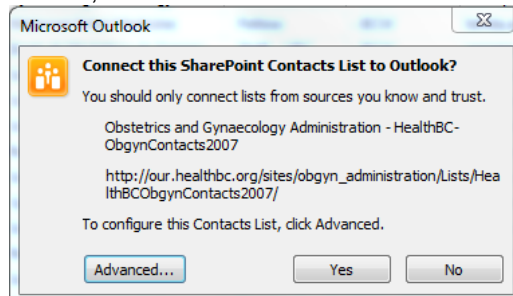 Microsoft Outlook
Connect this SharePoint Contacts List to Outlook?
You should only connect lists from sources you know and trust.
Obstetrics and Gynaecology Administration - HealthBC-
ObgynContacts2007
http://our.healthbc.org/sites/obgyn_administration/Lists/Hea
lthBCObgynContacts2007/
To configure this Contacts List, click Advanced.
Advanced...
Yes
No